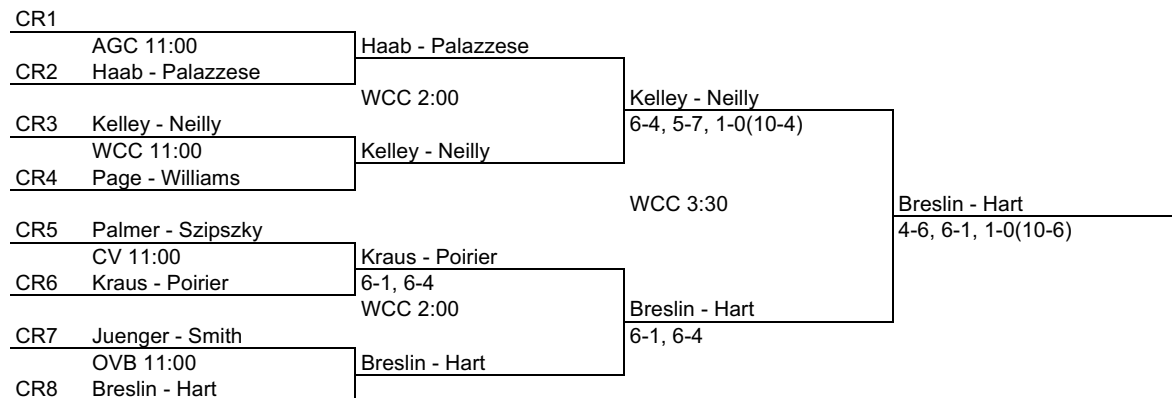 CR1
AGC 11:00
Haab - Palazzese
CR2 Haab - Palazzese
WCC 2:00
Kelley - Neilly
CR3 Kelley - Neilly
6-4, 5-7, 1-0(10-4)
WCC 11:00
Kelley - Neilly
CR4 Page - Williams
WCC 3:30
Breslin - Hart
CR5 Palmer - Szipszky
4-6, 6-1, 1-0(10-6)
CV 11:00
Kraus - Poirier
CR6 Kraus - Poirier
6-1, 6-4
WCC 2:00
Breslin - Hart
CR7 Juenger - Smith
6-1, 6-4
OVB 11:00
Breslin - Hart
CR8 Breslin - Hart